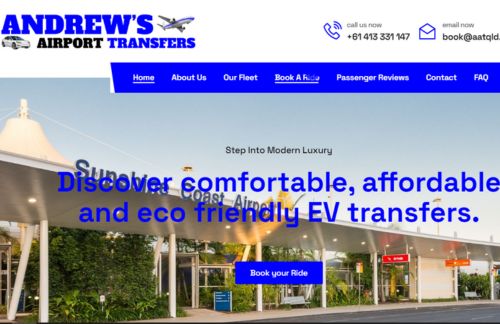 ANDREW'S
AIRPORT TRANSFERS
call us now
+61 413 331 147
email now
book@aatqld.
Home
About Us
Our Fleet
Book A Ride
Passenger Reviews
Contact
FAQ
Step Into Modern Luxury
Sunshine Coast Airport
Discover comfortable, affordable
and eco friendly EV transfers.
Book your Ride